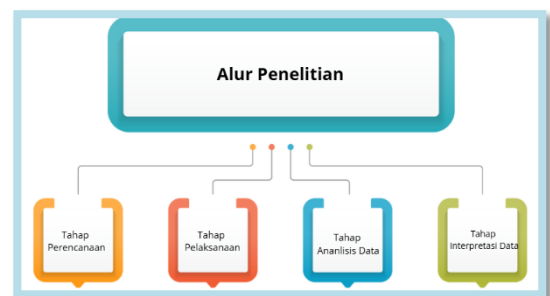 Alur Penelitian
Tahap
Perencanaan
Tahap
Pelaksanaan
Tahap
Ananlisis Data
Tahap
Interpretasi Data